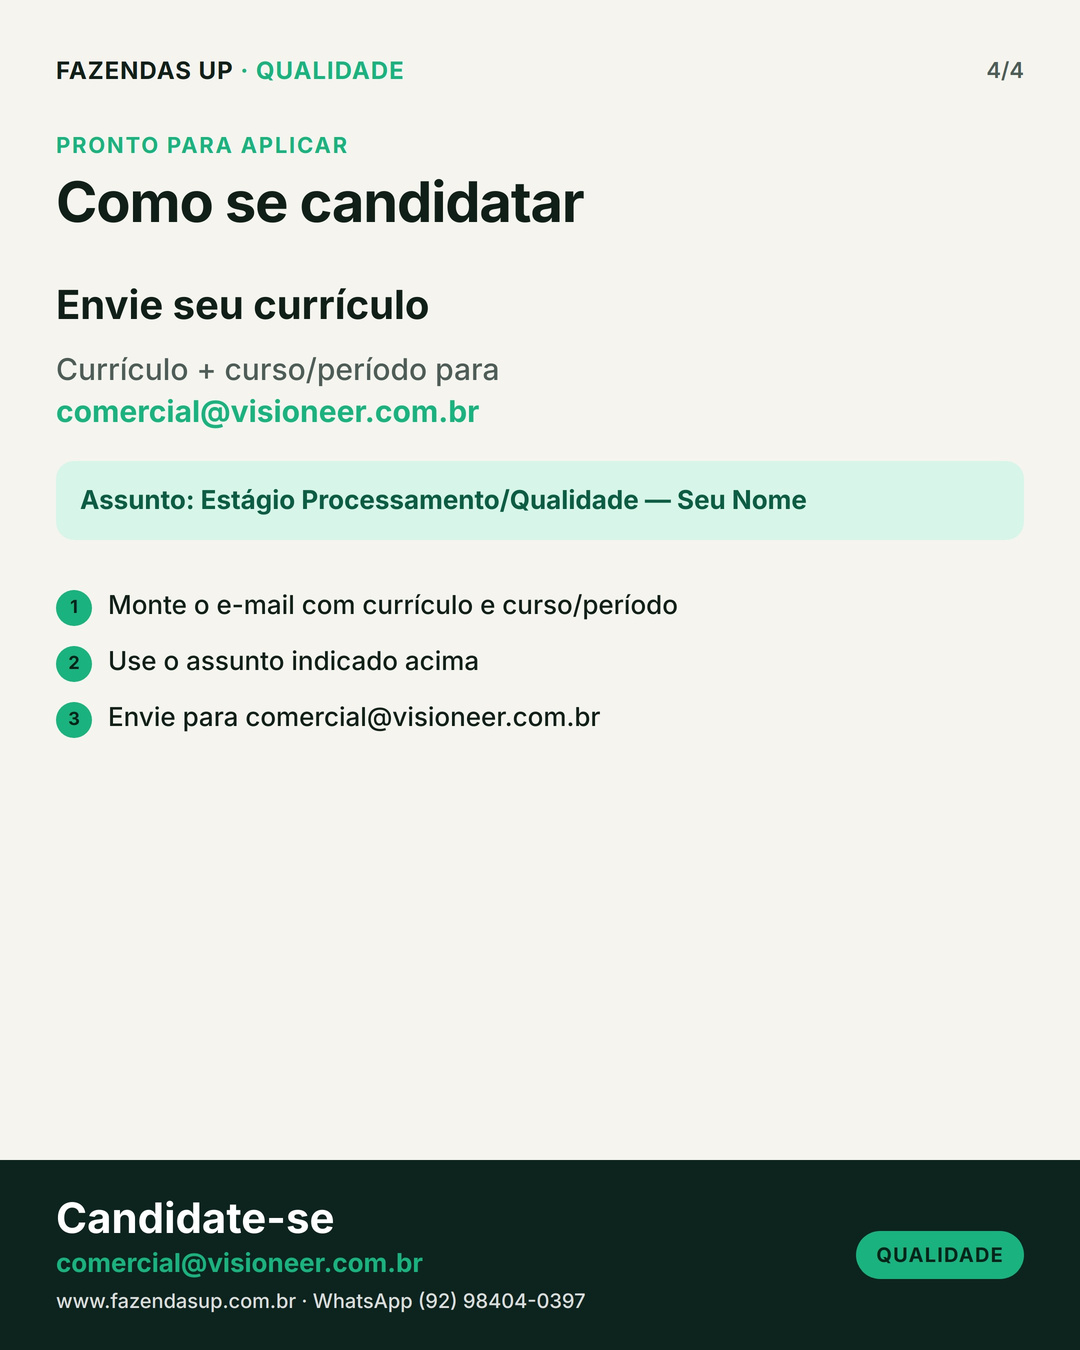 FAZENDAS UP · QUALIDADE
4/4
PRONTO PARA APLICAR
Como se candidatar
Envie seu currículo
Currículo + curso/período para
comercial@visioneer.com.br
Assunto: Estágio Processamento/Qualidade — Seu Nome
1 Monte o e-mail com currículo e curso/período
2 Use o assunto indicado acima
3 Envie para comercial@visioneer.com.br
Candidate-se
comercial@visioneer.com.br
QUALIDADE
www.fazendasup.com.br · WhatsApp (92) 98404-0397